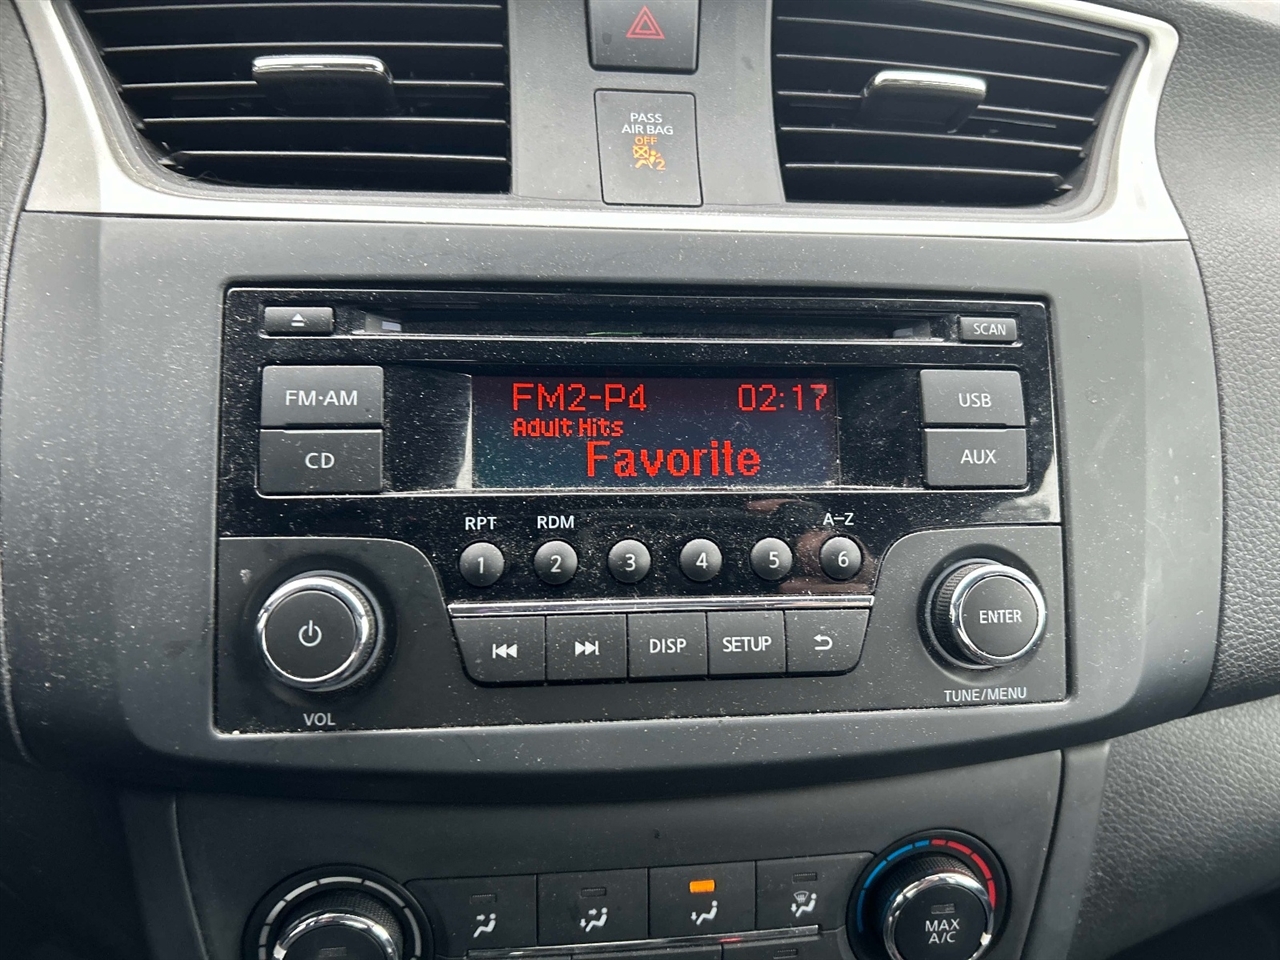 PASS
AIR BAG
OFF
2
SCAN
FM·AM
CD
FM2-P4 02:17
Adult Hits
Favorite
USB
AUX
RPT RDM A-Z
1 2 3 4 5 6
DISP SETUP
ENTER
VOL
TUNE/MENU
MAX
A/C